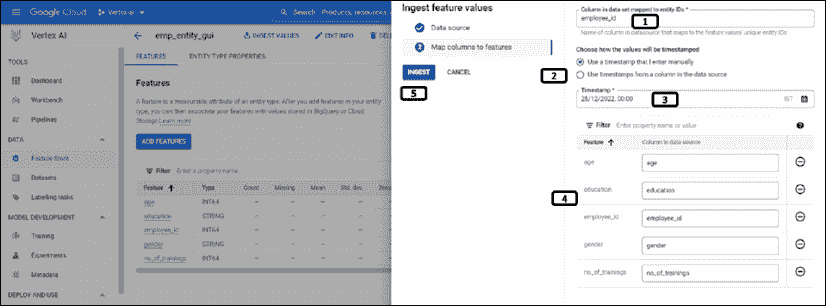 Google Cloud
Vertex-ai
Search Products, resources,
Vertex AI
emp_entity_gui
INGEST VALUES
EDIT INFO
TOOLS
Dashboard
Workbench
Pipelines
DATA
Feature Store
Datasets
Labelling tasks
MODEL DEVELOPMENT
Training
Experiments
Metadata
DEPLOY AND USE
FEATURES
ENTITY TYPE PROPERTIES
Features
A feature is a measurable attribute of an entity type. After you add features in your entity
type, you can then associate your features with values stored in BigQuery or Cloud
Storage Learn more
ADD FEATURES
Filter Enter a property name
Feature Type Count Missing Mean Std. dev.
age INT64 – – – –
education STRING – – – –
employee_id INT64 – – – –
gender STRING – – – –
no_of_trainings INT64 – – – –
Ingest feature values
Data source
2 Map columns to features
INGEST CANCEL
5
Column in data set mapped to entity IDs *
employee_id
1
Name of column in data source that maps to the feature values' unique entity IDs
Choose how the values will be timestamped
Use a timestamp that I enter manually
2
Use timestamps from a column in the data source
Timestamp *
28/12/2022, 00:00
3
IST
Filter Enter property name or value
Feature Column in data source
age age
education education
4
employee_id employee_id
gender gender
no_of_trainings no_of_trainings